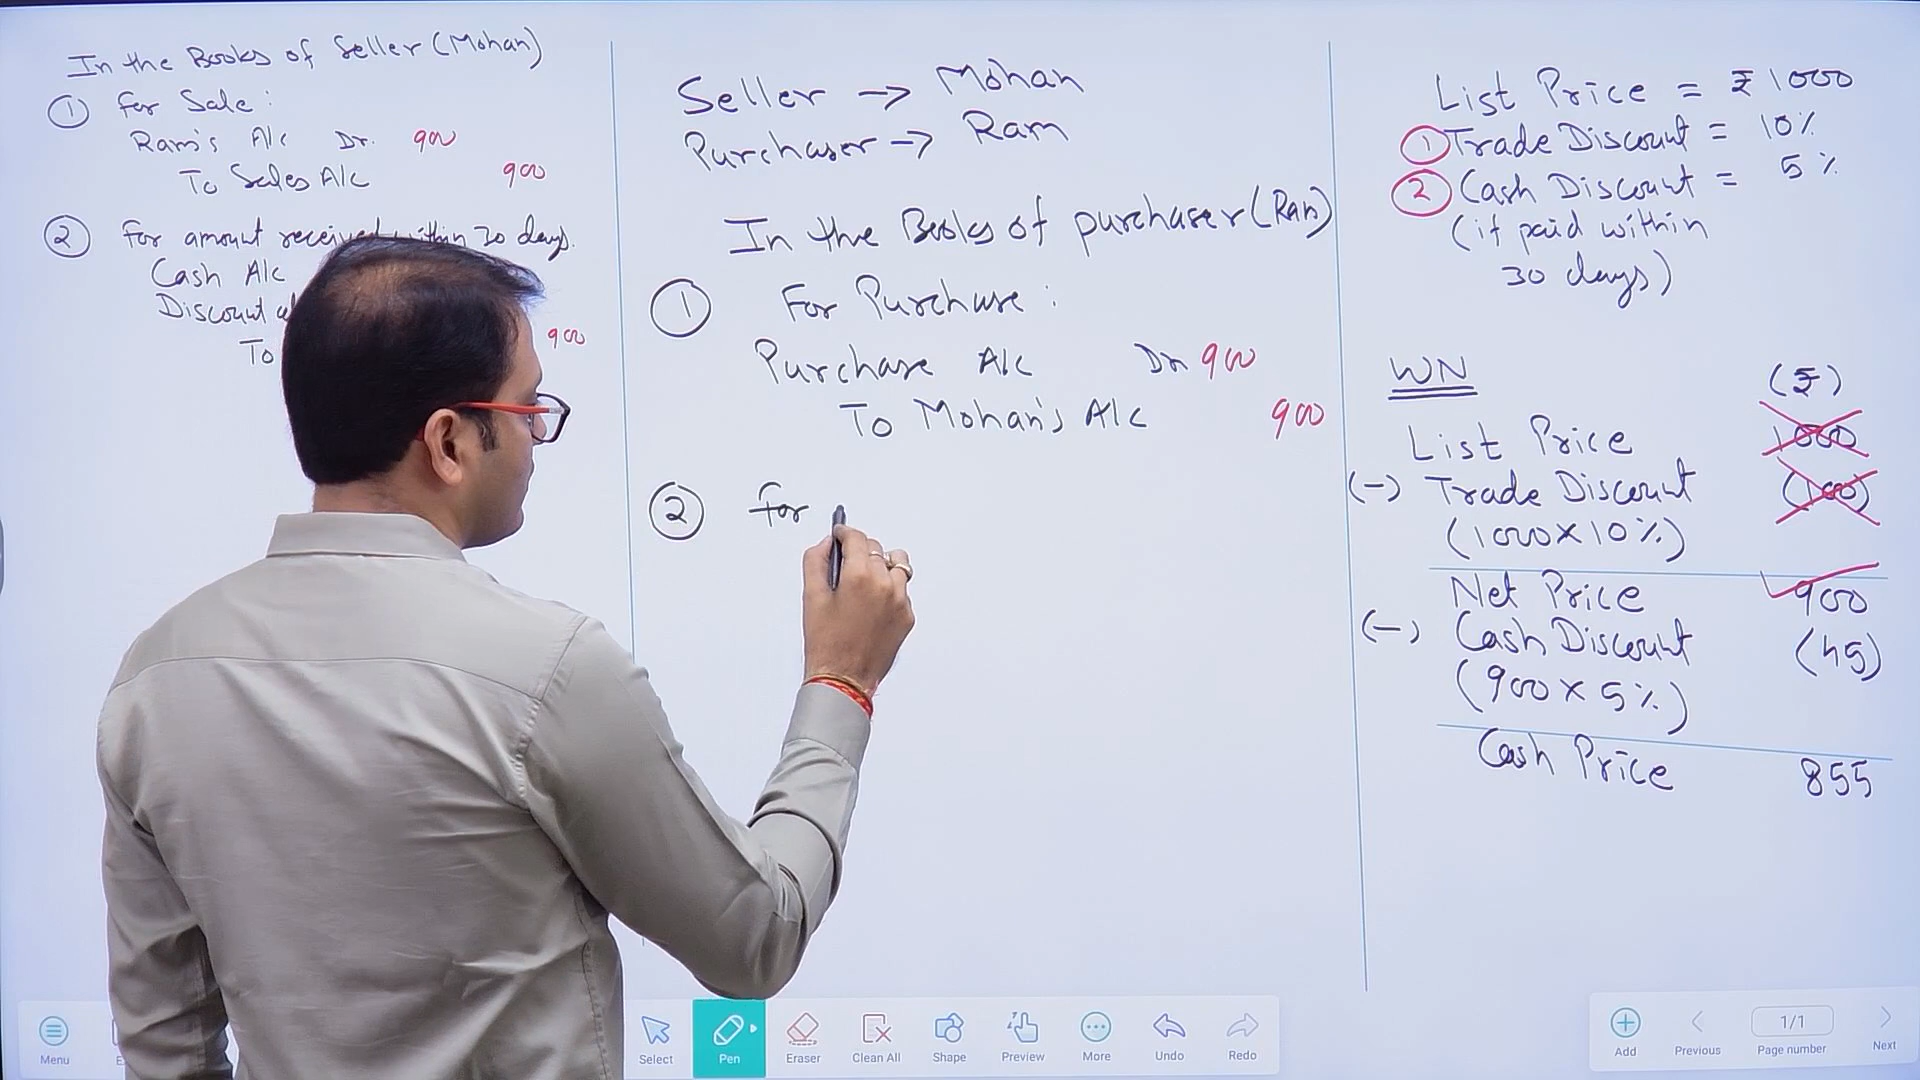 In the Books of Seller (Mohan)
① For Sale :
Ram's A/c Dr. 900
To Sales A/c 900
② For amount received within 30 days.
Cash A/c
Discount
To 900
Seller → Mohan
Purchaser → Ram
In the Books of purchaser (Ram)
① For Purchase :
Purchase A/c Dr 900
To Mohan's A/c 900
② For
List Price = ₹ 1000
① Trade Discount = 10%
② Cash Discount = 5%
(if paid within
30 days)
WN (₹)
List Price 1000
(-) Trade Discount (100)
(1000 x 10%)
Net Price 900
(-) Cash Discount (45)
(900 x 5%)
Cash Price 855
Menu
Select
Pen
Eraser
Clean All
Shape
Preview
More
Undo
Redo
Add
Previous
1/1
Page number
Next